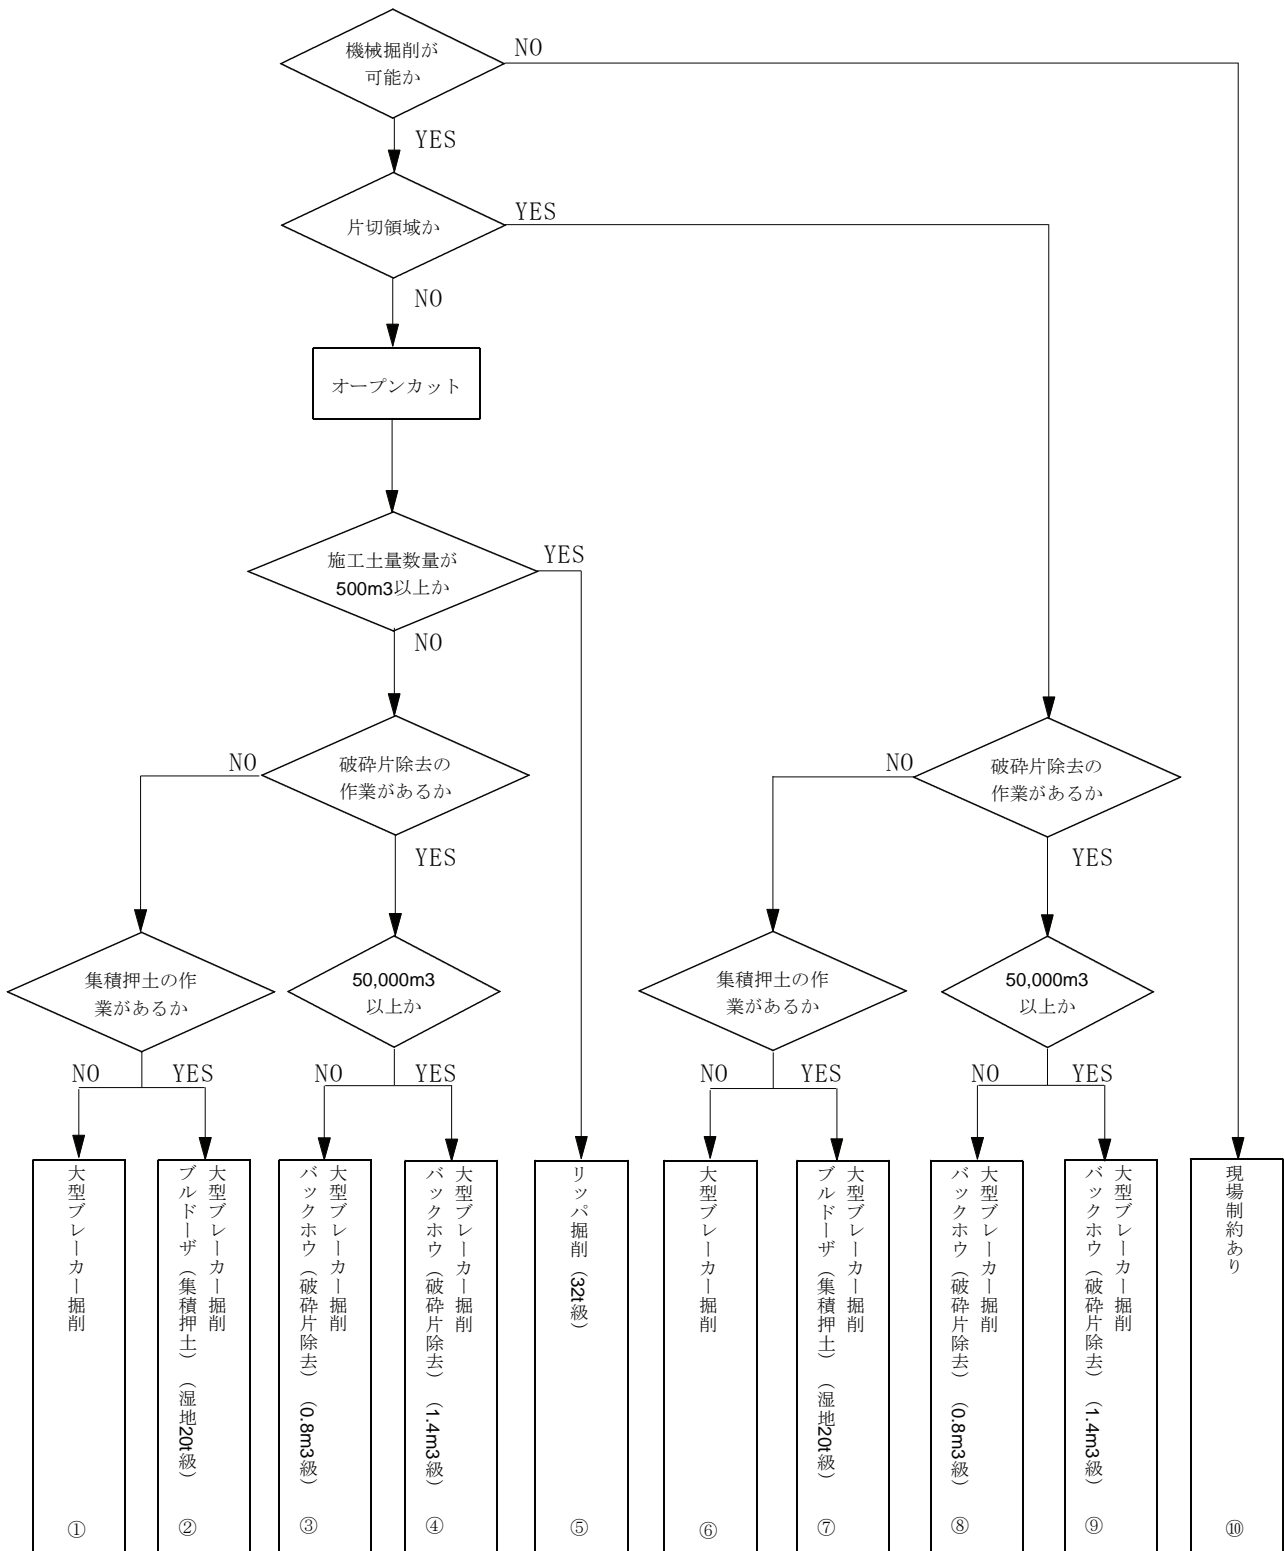 機械掘削が
可能か
NO
YES
片切領域か
YES
NO
オープンカット
施工土量数量が
500m3以上か
YES
NO
破砕片除去の
作業があるか
NO
YES
破砕片除去の
作業があるか
NO
YES
集積押土の作
業があるか
NO
YES
50,000m3
以上か
NO
YES
集積押土の作
業があるか
NO
YES
50,000m3
以上か
NO
YES
大型ブレーカー掘削
①
大型ブレーカー掘削
ブルドーザ（集積押土）（湿地20t級）
②
大型ブレーカー掘削
バックホウ（破砕片除去）（0.8m3級）
③
大型ブレーカー掘削
バックホウ（破砕片除去）（1.4m3級）
④
リッパ掘削（32t級）
⑤
大型ブレーカー掘削
⑥
大型ブレーカー掘削
ブルドーザ（集積押土）（湿地20t級）
⑦
大型ブレーカー掘削
バックホウ（破砕片除去）（0.8m3級）
⑧
大型ブレーカー掘削
バックホウ（破砕片除去）（1.4m3級）
⑨
現場制約あり
⑩